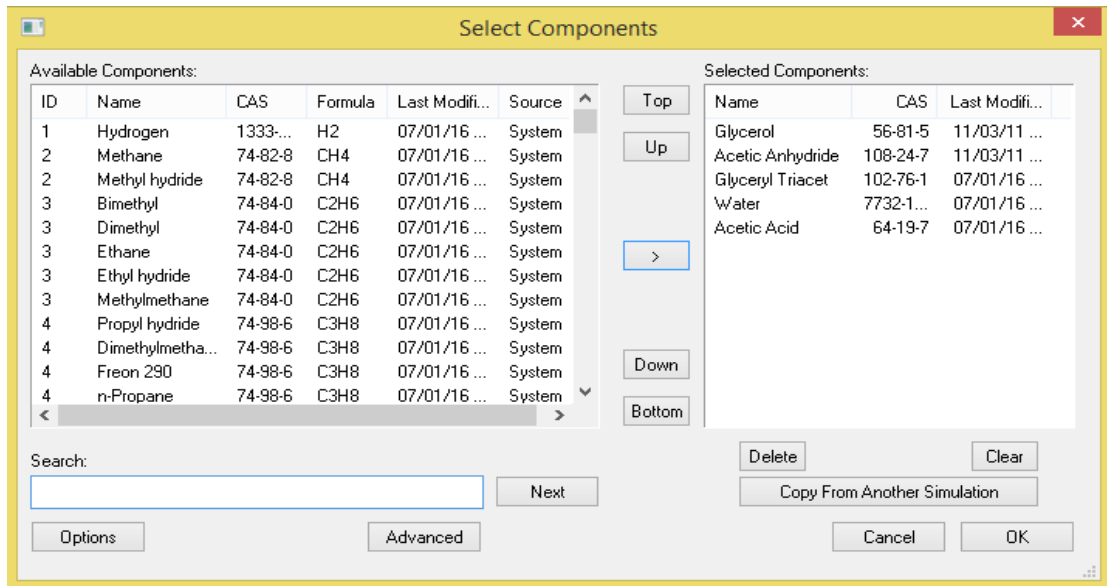 Select Components
Available Components:
ID Name CAS Formula Last Modifi... Source
1 Hydrogen 1333-... H2 07/01/16 ... System
2 Methane 74-82-8 CH4 07/01/16 ... System
2 Methyl hydride 74-82-8 CH4 07/01/16 ... System
3 Bimethyl 74-84-0 C2H6 07/01/16 ... System
3 Dimethyl 74-84-0 C2H6 07/01/16 ... System
3 Ethane 74-84-0 C2H6 07/01/16 ... System
3 Ethyl hydride 74-84-0 C2H6 07/01/16 ... System
3 Methylmethane 74-84-0 C2H6 07/01/16 ... System
4 Propyl hydride 74-98-6 C3H8 07/01/16 ... System
4 Dimethylmetha... 74-98-6 C3H8 07/01/16 ... System
4 Freon 290 74-98-6 C3H8 07/01/16 ... System
4 n-Propane 74-98-6 C3H8 07/01/16 ... System
Top
Up
>
Down
Bottom
Selected Components:
Name CAS Last Modifi...
Glycerol 56-81-5 11/03/11 ...
Acetic Anhydride 108-24-7 11/03/11 ...
Glyceryl Triacet 102-76-1 07/01/16 ...
Water 7732-1... 07/01/16 ...
Acetic Acid 64-19-7 07/01/16 ...
Search:
Next
Options
Advanced
Delete
Clear
Copy From Another Simulation
Cancel
OK